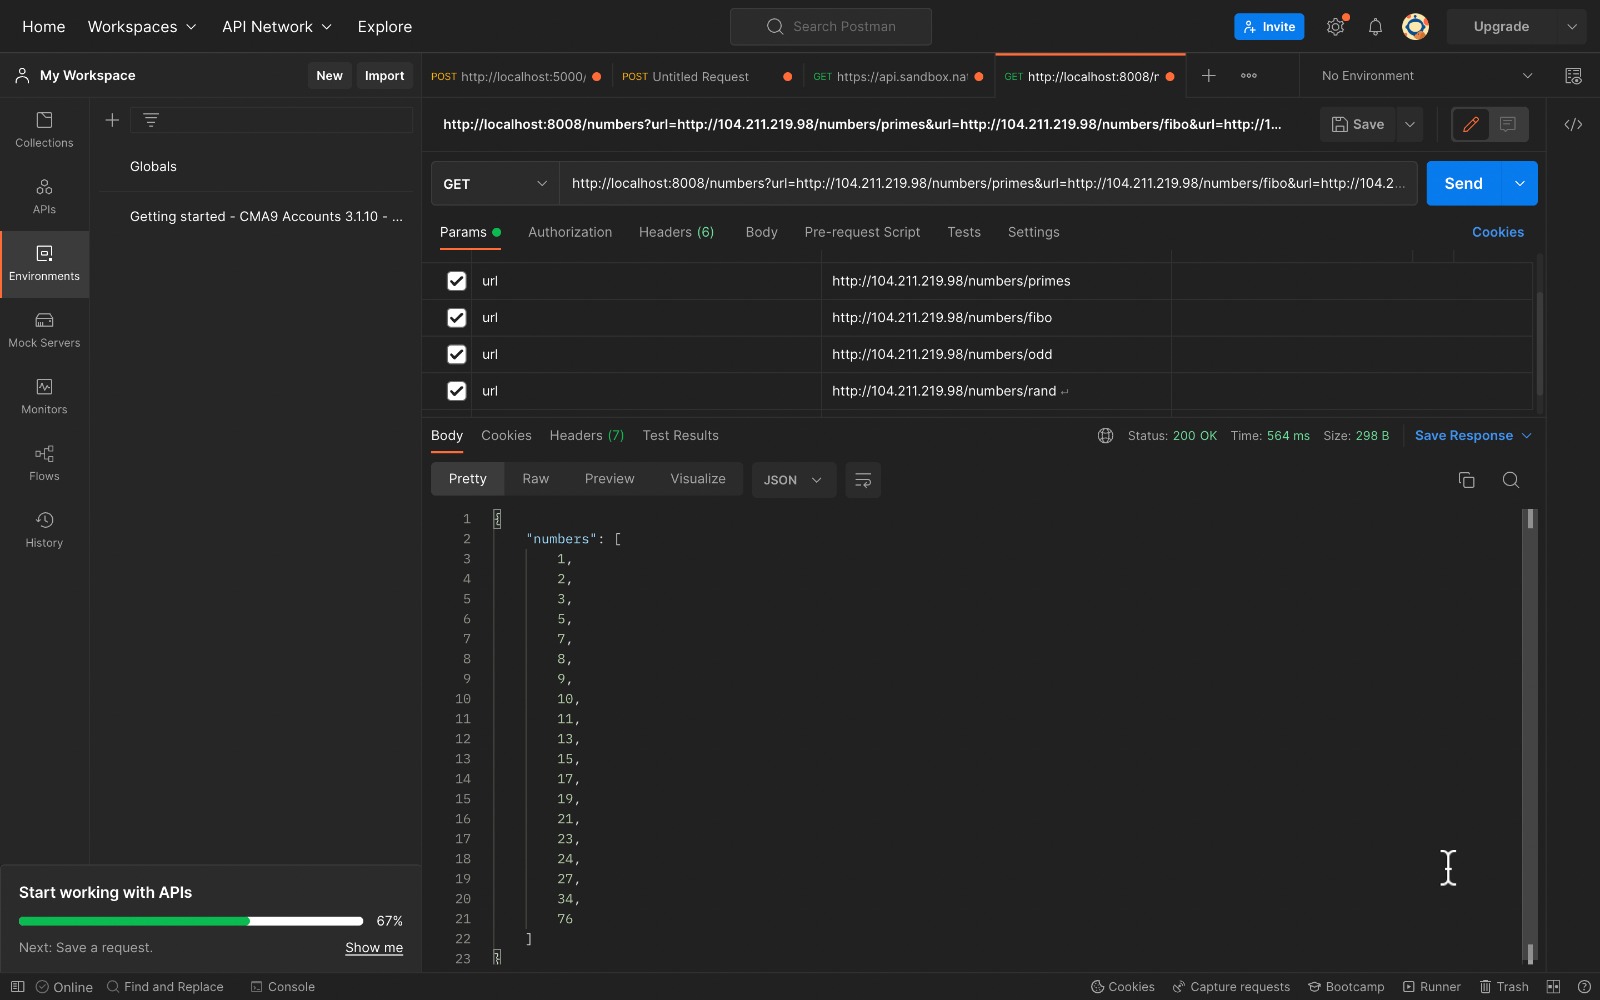 Home Workspaces API Network Explore Search Postman Invite Upgrade
My Workspace New Import POST http://localhost:5000/ POST Untitled Request GET https://api.sandbox.nat GET http://localhost:8008/r No Environment
http://localhost:8008/numbers?url=http://104.211.219.98/numbers/primes&url=http://104.211.219.98/numbers/fibo&url=http://1... Save
Collections
Globals
GET http://localhost:8008/numbers?url=http://104.211.219.98/numbers/primes&url=http://104.211.219.98/numbers/fibo&url=http://104.2... Send
APIs
Getting started - CMA9 Accounts 3.1.10 - ...
Params Authorization Headers (6) Body Pre-request Script Tests Settings Cookies
Environments
url http://104.211.219.98/numbers/primes
url http://104.211.219.98/numbers/fibo
Mock Servers
url http://104.211.219.98/numbers/odd
url http://104.211.219.98/numbers/rand ↵
Monitors
Body Cookies Headers (7) Test Results Status: 200 OK Time: 564 ms Size: 298 B Save Response
Flows
Pretty Raw Preview Visualize JSON
History
1 {
2 "numbers": [
3 1,
4 2,
5 3,
6 5,
7 7,
8 8,
9 9,
10 10,
11 11,
12 13,
13 15,
14 17,
15 19,
16 21,
17 23,
18 24,
19 27,
20 34,
21 76
22 ]
23 }
Start working with APIs
67%
Next: Save a request. Show me
Online Find and Replace Console Cookies Capture requests Bootcamp Runner Trash